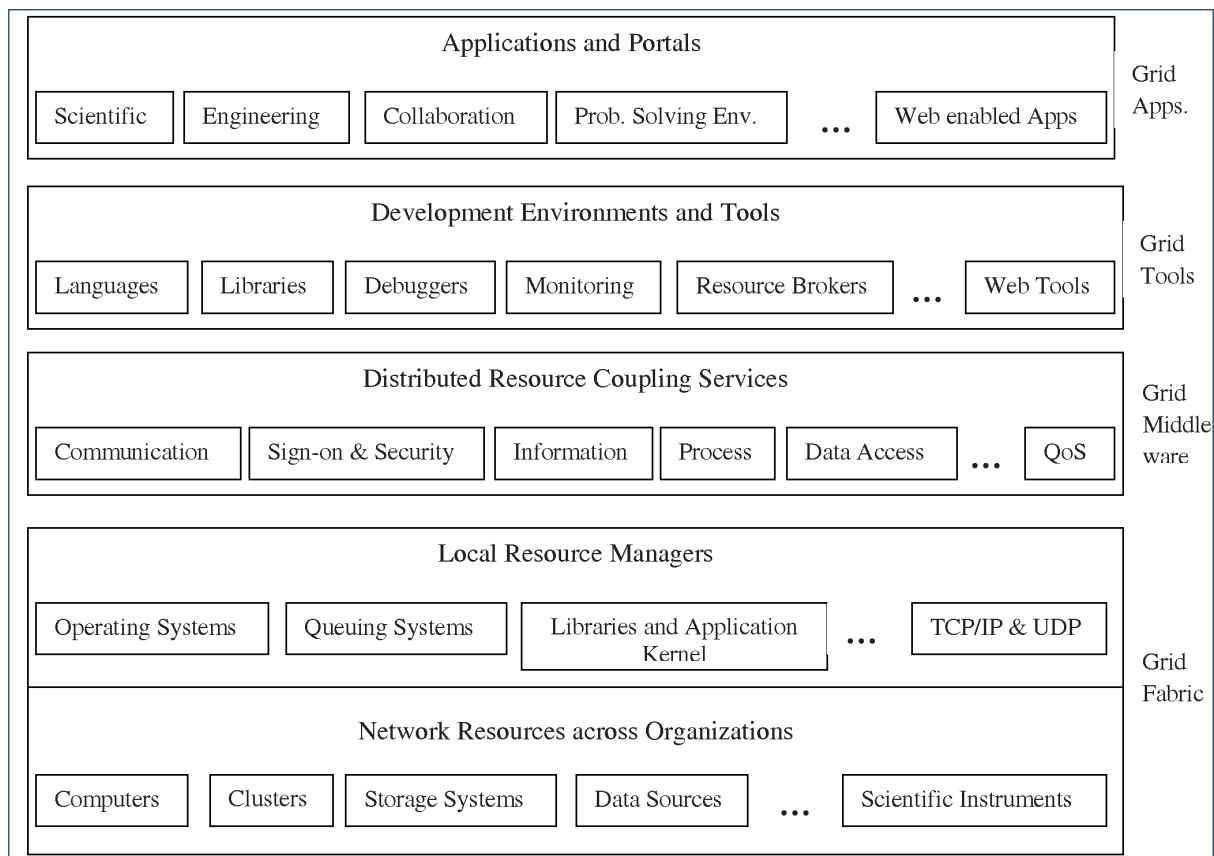 Applications and Portals
Grid
Apps.
Scientific
Engineering
Collaboration
Prob. Solving Env.
...
Web enabled Apps
Development Environments and Tools
Grid
Tools
Languages
Libraries
Debuggers
Monitoring
Resource Brokers
...
Web Tools
Distributed Resource Coupling Services
Grid
Middle
ware
Communication
Sign-on & Security
Information
Process
Data Access
...
QoS
Local Resource Managers
Operating Systems
Queuing Systems
Libraries and Application
Kernel
...
TCP/IP & UDP
Grid
Fabric
Network Resources across Organizations
Computers
Clusters
Storage Systems
Data Sources
...
Scientific Instruments